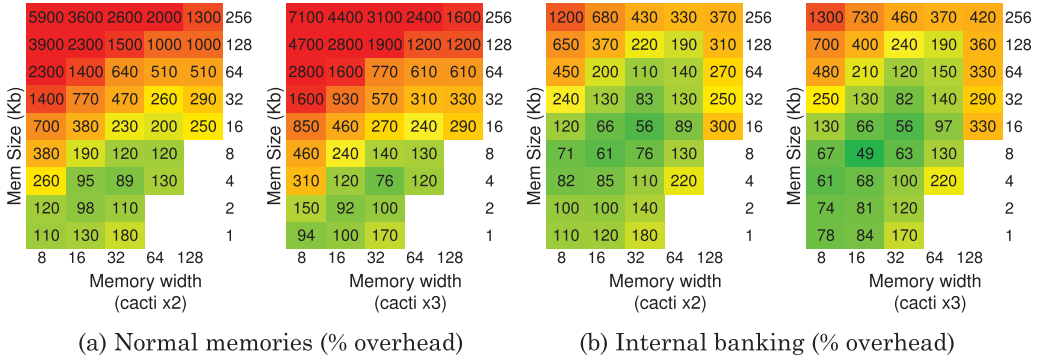 5900 3600 2600 2000 1300 256 7100 4400 3100 2400 1600 256 1200 680 430 330 370 256 1300 730 460 370 420 256
3900 2300 1500 1000 1000 128 4700 2800 1900 1200 1200 128 650 370 220 190 310 128 700 400 240 190 360 128
2300 1400 640 510 510 64 2800 1600 770 610 610 64 450 200 110 140 270 64 480 210 120 150 330 64
1400 770 470 260 290 32 1600 930 570 310 330 32 240 130 83 130 250 32 250 130 82 140 290 32
700 380 230 200 250 16 850 460 270 240 290 16 120 66 56 89 300 16 130 66 56 97 330 16
380 190 120 120 8 460 240 140 130 8 71 61 76 130 8 67 49 63 130 8
260 95 89 130 4 310 120 76 120 4 82 85 110 220 4 61 68 100 220 4
120 98 110 2 150 92 100 2 100 100 140 2 74 81 120 2
110 130 180 1 94 100 170 1 110 120 180 1 78 84 170 1
Mem Size (Kb) Mem Size (Kb) Mem Size (Kb) Mem Size (Kb)
8 16 32 64 128 8 16 32 64 128 8 16 32 64 128 8 16 32 64 128
Memory width Memory width Memory width Memory width
(cacti x2) (cacti x3) (cacti x2) (cacti x3)
(a) Normal memories (% overhead) (b) Internal banking (% overhead)